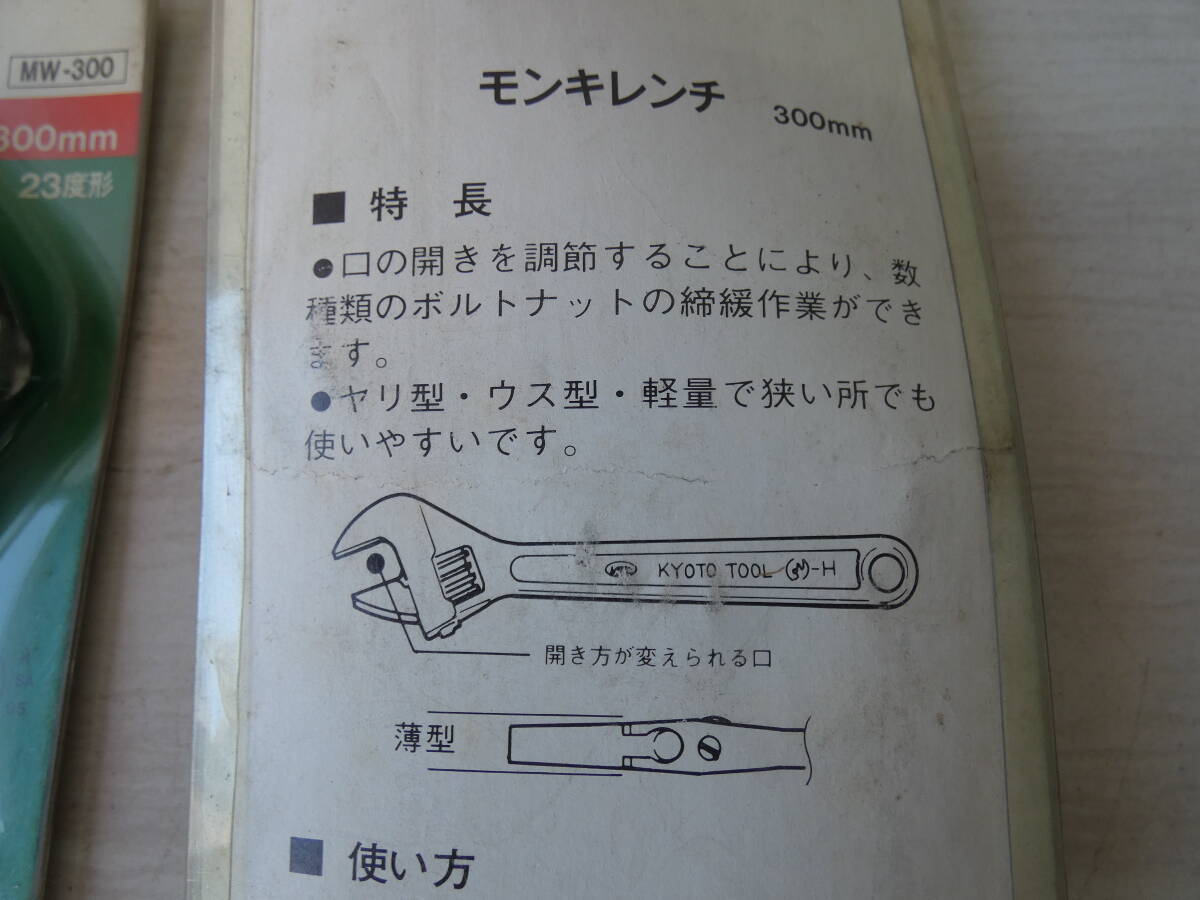 MW-300
300mm
23度形
モンキレンチ 300mm
■ 特 長
●口の開きを調節することにより、数
種類のボルトナットの締緩作業ができ
ます。
●ヤリ型・ウス型・軽量で狭い所でも
使いやすいです。
KYOTO TOOL
-H
開き方が変えられる口
薄型
■ 使い方